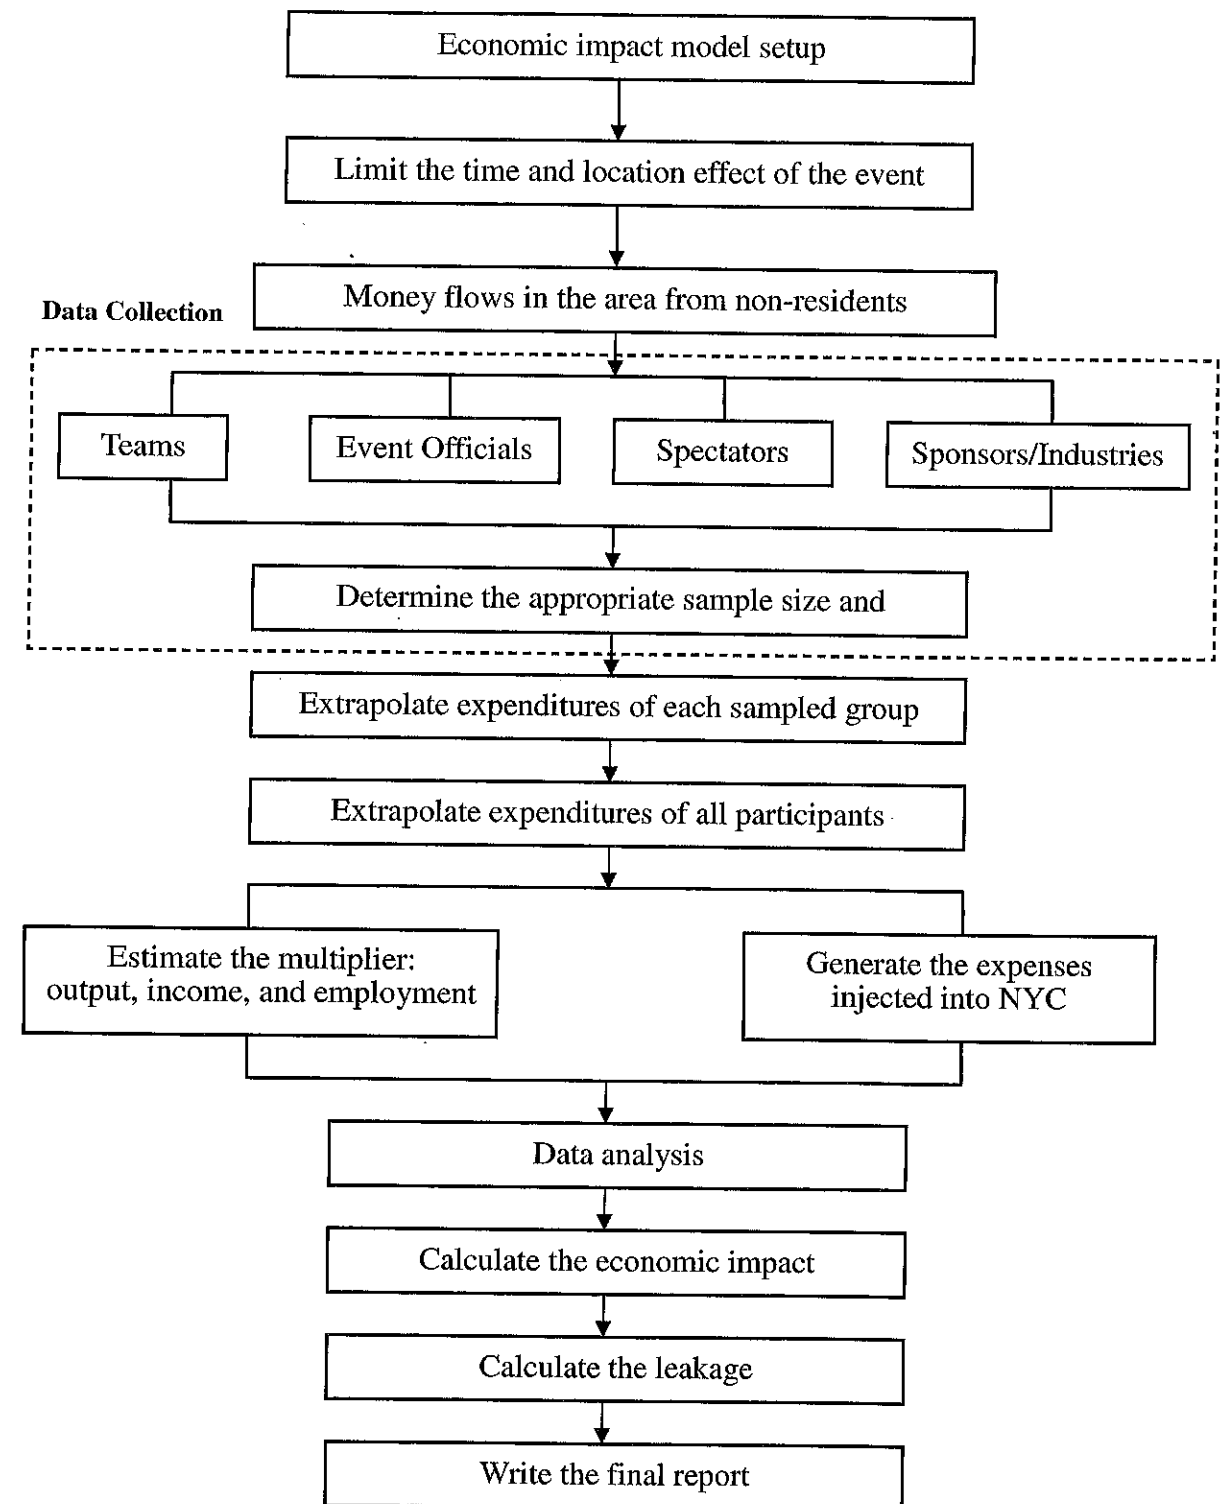 Economic impact model setup
Limit the time and location effect of the event
Money flows in the area from non-residents
Data Collection
Teams
Event Officials
Spectators
Sponsors/Industries
Determine the appropriate sample size and
Extrapolate expenditures of each sampled group
Extrapolate expenditures of all participants
Estimate the multiplier:
output, income, and employment
Generate the expenses
injected into NYC
Data analysis
Calculate the economic impact
Calculate the leakage
Write the final report